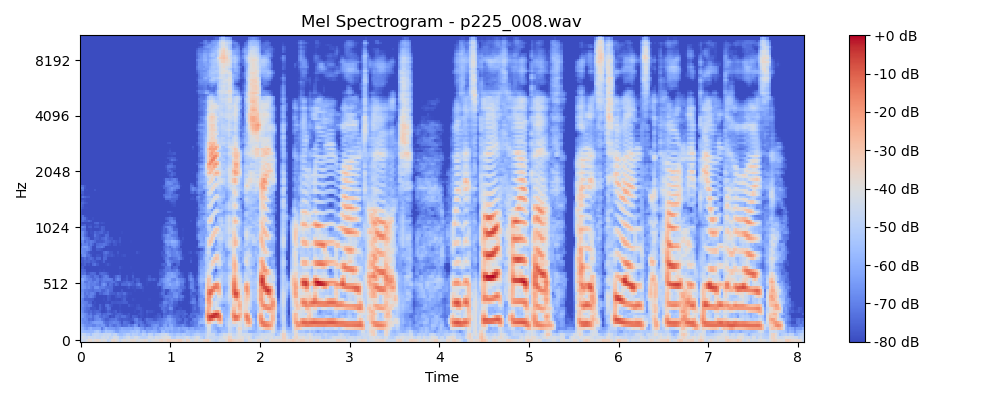 Mel Spectrogram - p225_008.wav
8192
4096
2048
1024
512
0
Hz
0 1 2 3 4 5 6 7 8
Time
+0 dB
-10 dB
-20 dB
-30 dB
-40 dB
-50 dB
-60 dB
-70 dB
-80 dB